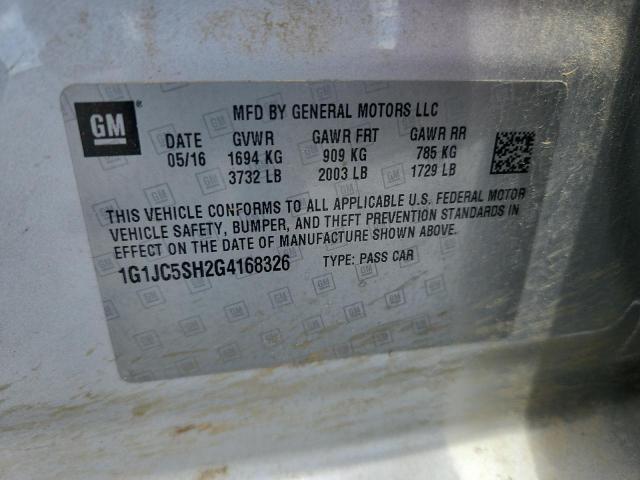 GM
MFD BY GENERAL MOTORS LLC
DATE GVWR GAWR FRT GAWR RR
05/16 1694 KG 909 KG 785 KG
3732 LB 2003 LB 1729 LB
THIS VEHICLE CONFORMS TO ALL APPLICABLE U.S. FEDERAL MOTOR
VEHICLE SAFETY, BUMPER, AND THEFT PREVENTION STANDARDS IN
EFFECT ON THE DATE OF MANUFACTURE SHOWN ABOVE.
1G1JC5SH2G4168326 TYPE: PASS CAR